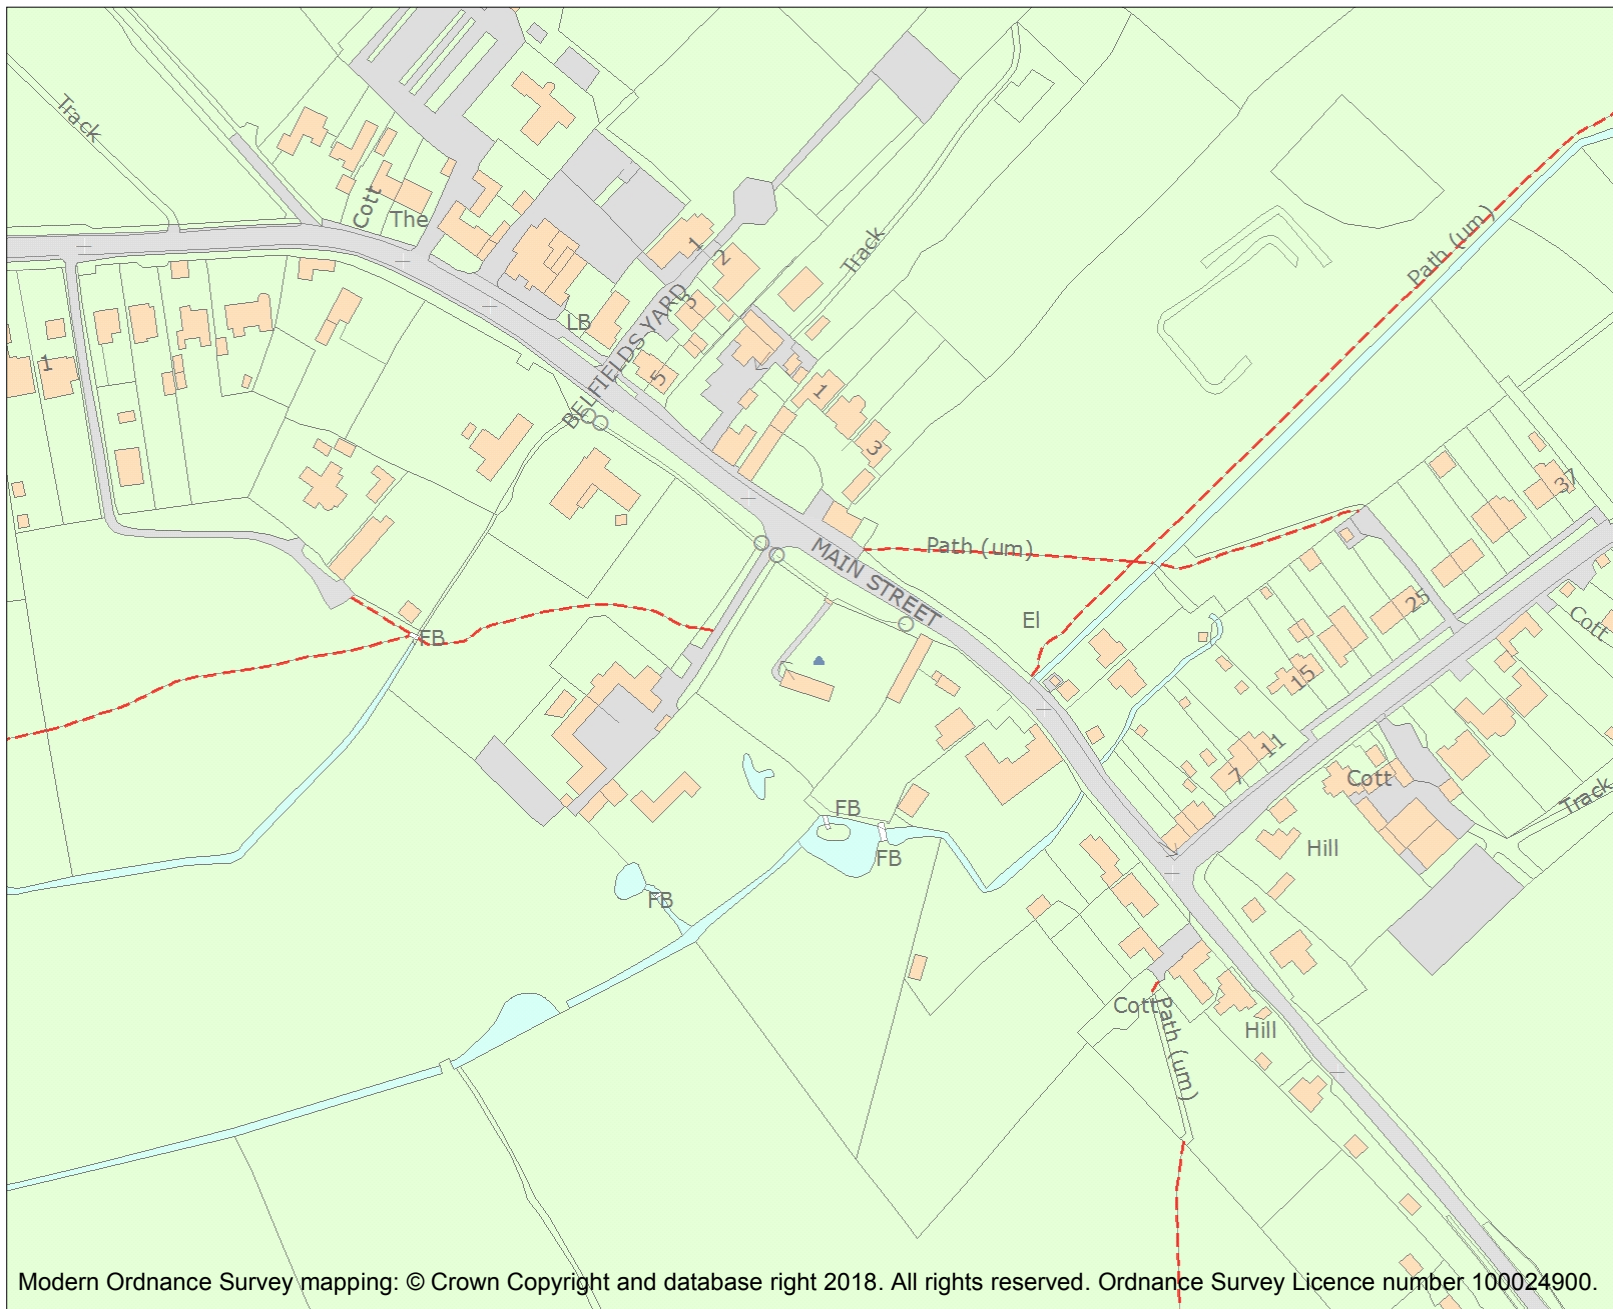 Track
Cott
The
1
2
3
Track
Path (um)
LB
BELFIELDS YARD
5
1
1
3
37
Path (um)
MAIN STREET
25
El
Cott
FB
15
11
7
Cott
Track
FB
FB
Hill
FB
Cott
Path (um)
Hill
Modern Ordnance Survey mapping: © Crown Copyright and database right 2018. All rights reserved. Ordnance Survey Licence number 100024900.